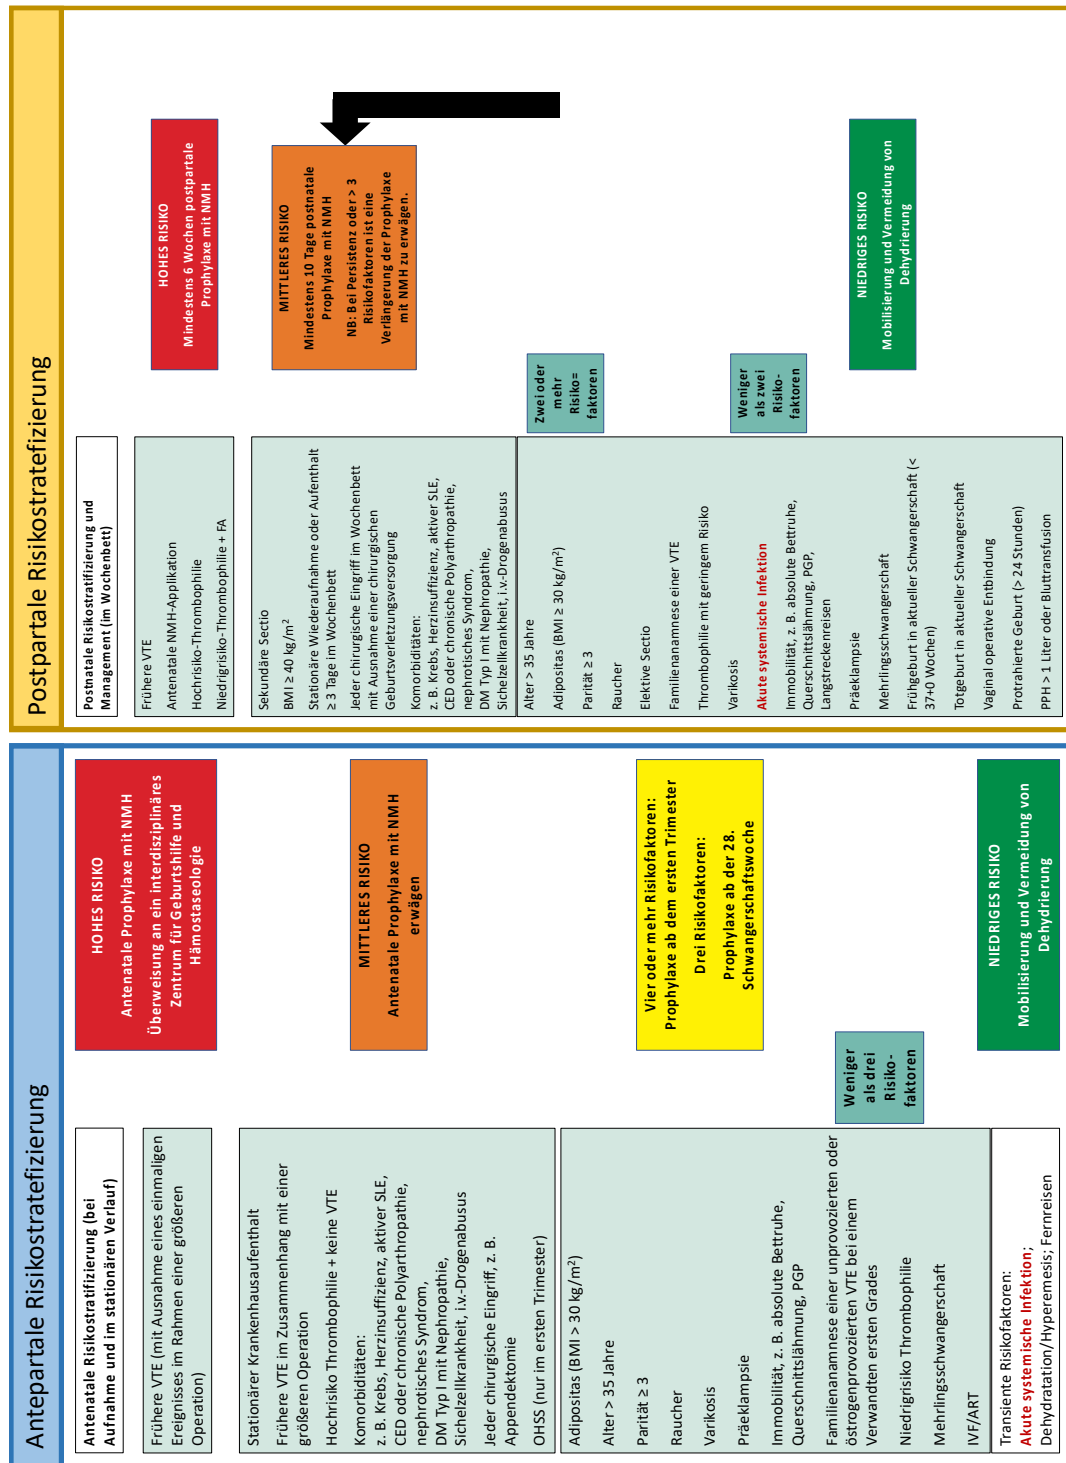 Antepartale Risikostratefizierung
Antenatale Risikostratifizierung (bei
Aufnahme und im stationären Verlauf)
Frühere VTE (mit Ausnahme eines einmaligen
Ereignisses im Rahmen einer größeren
Operation)
HOHES RISIKO
Antenatale Prophylaxe mit NMH
Überweisung an ein interdisziplinäres
Zentrum für Geburtshilfe und
Hämostaseologie
Stationärer Krankenhausaufenthalt
Frühere VTE im Zusammenhang mit einer
größeren Operation
Hochrisiko Thrombophilie + keine VTE
Komorbiditäten:
z. B. Krebs, Herzinsuffizienz, aktiver SLE,
CED oder chronische Polyarthropathie,
nephrotisches Syndrom,
DM Typ I mit Nephropathie,
Sichelzellkrankheit, i.v.-Drogenabusus
Jeder chirurgische Eingriff, z. B.
Appendektomie
OHSS (nur im ersten Trimester)
MITTLERES RISIKO
Antenatale Prophylaxe mit NMH
erwägen
Adipositas (BMI > 30 kg/m²)
Alter > 35 Jahre
Parität ≥ 3
Raucher
Varikosis
Präeklampsie
Immobilität, z. B. absolute Bettruhe,
Querschnittslähmung, PGP
Familienanamnese einer unprovozierten oder
östrogenprovozierten VTE bei einem
Verwandten ersten Grades
Niedrigrisiko Thrombophilie
Mehrlingsschwangerschaft
IVF/ART
Vier oder mehr Risikofaktoren:
Prophylaxe ab dem ersten Trimester
Drei Risikofaktoren:
Prophylaxe ab der 28.
Schwangerschaftswoche
Weniger
als drei
Risiko-
faktoren
Transiente Risikofaktoren:
Akute systemische Infektion;
Dehydratation/Hyperemesis; Fernreisen
NIEDRIGES RISIKO
Mobilisierung und Vermeidung von
Dehydrierung
Postpartale Risikostratefizierung
Postnatale Risikostratifizierung und
Management (im Wochenbett)
Frühere VTE
Antenatale NMH-Applikation
Hochrisiko-Thrombophilie
Niedrigrisiko-Thrombophilie + FA
HOHES RISIKO
Mindestens 6 Wochen postpartale
Prophylaxe mit NMH
Sekundäre Sectio
BMI ≥ 40 kg/m²
Stationäre Wiederaufnahme oder Aufenthalt
≥ 3 Tage im Wochenbett
Jeder chirurgische Eingriff im Wochenbett
mit Ausnahme einer chirurgischen
Geburtsverletzungsversorgung
Komorbiditäten:
z. B. Krebs, Herzinsuffizienz, aktiver SLE,
CED oder chronische Polyarthropathie,
nephrotisches Syndrom,
DM Typ I mit Nephropathie,
Sichelzellkrankheit, i.v.-Drogenabusus
MITTLERES RISIKO
Mindestens 10 Tage postnatale
Prophylaxe mit NMH
NB: Bei Persistenz oder > 3
Risikofaktoren ist eine
Verlängerung der Prophylaxe
mit NMH zu erwägen.
Alter > 35 Jahre
Adipositas (BMI ≥ 30 kg/m²)
Parität ≥ 3
Raucher
Elektive Sectio
Familienanamnese einer VTE
Thrombophilie mit geringem Risiko
Varikosis
Akute systemische Infektion
Immobilität, z. B. absolute Bettruhe,
Querschnittslähmung, PGP,
Langstreckenreisen
Präeklampsie
Mehrlingsschwangerschaft
Frühgeburt in aktueller Schwangerschaft (<
37+0 Wochen)
Totgeburt in aktueller Schwangerschaft
Vaginal operative Entbindung
Protrahierte Geburt (> 24 Stunden)
PPH > 1 Liter oder Bluttransfusion
Zwei oder
mehr
Risiko=
faktoren
Weniger
als zwei
Risiko-
faktoren
NIEDRIGES RISIKO
Mobilisierung und Vermeidung von
Dehydrierung